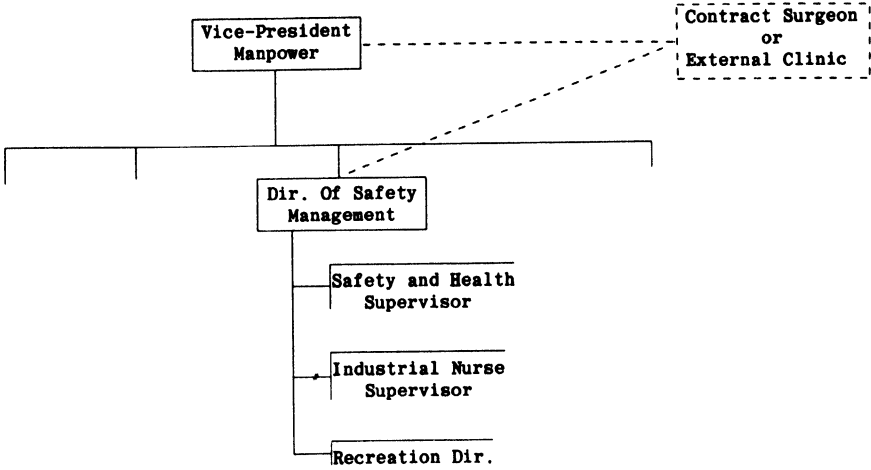 Vice-President
Manpower
Contract Surgeon
or
External Clinic
Dir. Of Safety
Management
Safety and Health
Supervisor
Industrial Nurse
Supervisor
Recreation Dir.